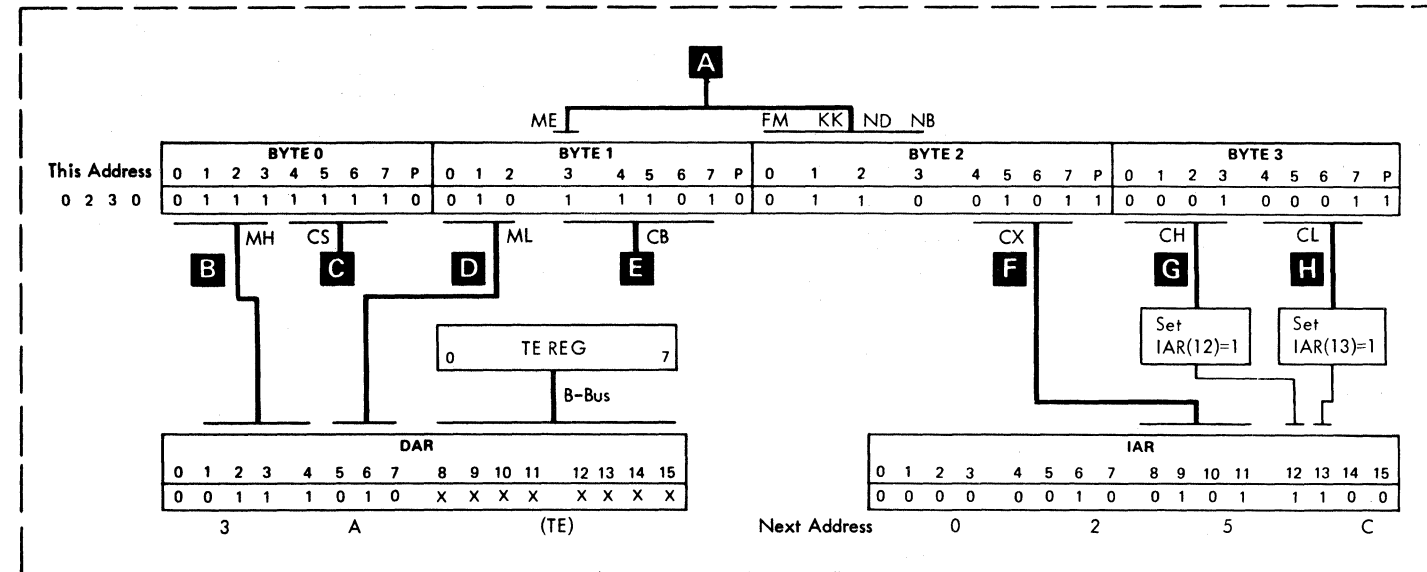 A
ME FM KK ND NB
BYTE 0 BYTE 1 BYTE 2 BYTE 3
This Address 0 1 2 3 4 5 6 7 P 0 1 2 3 4 5 6 7 P 0 1 2 3 4 5 6 7 P 0 1 2 3 4 5 6 7 P
0 2 3 0 0 1 1 1 1 1 1 1 0 0 1 0 1 1 1 0 1 0 0 1 1 0 0 1 0 1 1 0 0 0 1 0 0 0 1 1
MH CS ML CB CX CH CL
B C D E F G H
Set Set
IAR(12)=1 IAR(13)=1
0 TE REG 7
B-Bus
DAR IAR
0 1 2 3 4 5 6 7 8 9 10 11 12 13 14 15 0 1 2 3 4 5 6 7 8 9 10 11 12 13 14 15
0 0 1 1 1 0 1 0 X X X X X X X X 0 0 0 0 0 0 1 0 0 1 0 1 1 1 0 0
3 A (TE) Next Address 0 2 5 C